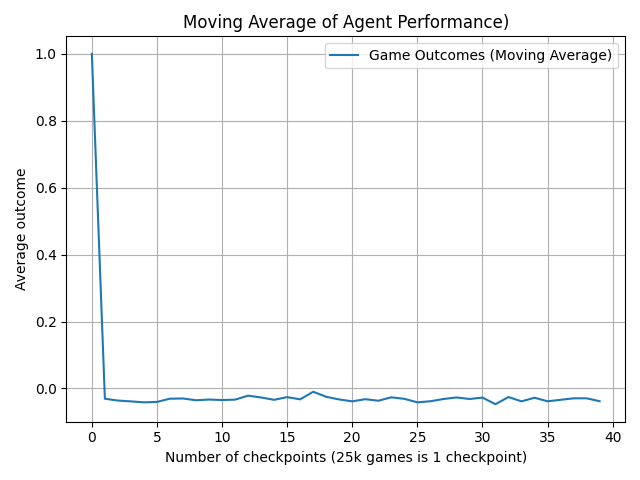 Moving Average of Agent Performance)
Game Outcomes (Moving Average)
Average outcome
1.0
0.8
0.6
0.4
0.2
0.0
0 5 10 15 20 25 30 35 40
Number of checkpoints (25k games is 1 checkpoint)